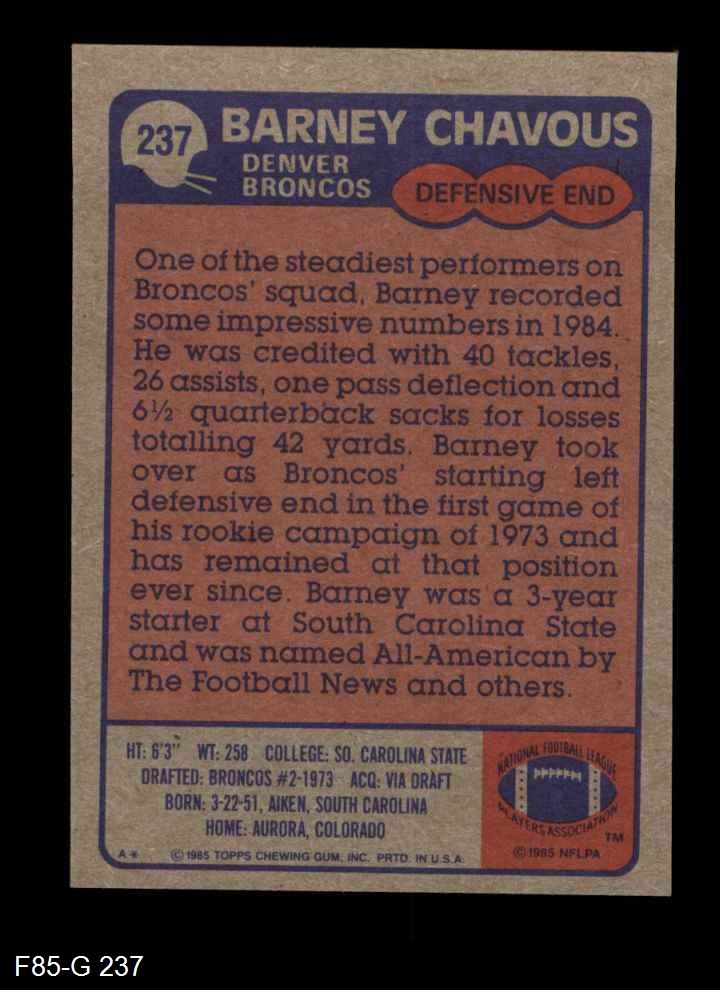 237
BARNEY CHAVOUS
DENVER
BRONCOS
DEFENSIVE END
One of the steadiest performers on
Broncos' squad, Barney recorded
some impressive numbers in 1984.
He was credited with 40 tackles,
26 assists, one pass deflection and
6½ quarterback sacks for losses
totalling 42 yards. Barney took
over as Broncos' starting left
defensive end in the first game of
his rookie campaign of 1973 and
has remained at that position
ever since. Barney was a 3-year
starter at South Carolina State
and was named All-American by
The Football News and others.
HT: 6'3" WT: 258 COLLEGE: SO. CAROLINA STATE
DRAFTED: BRONCOS #2-1973 ACQ: VIA DRAFT
BORN: 3-22-51, AIKEN, SOUTH CAROLINA
HOME: AURORA, COLORADO
A* © 1985 TOPPS CHEWING GUM, INC. PRTD. IN U.S.A.
NATIONAL FOOTBALL LEAGUE
PLAYERS ASSOCIATION
TM
© 1985 NFLPA
F85-G 237